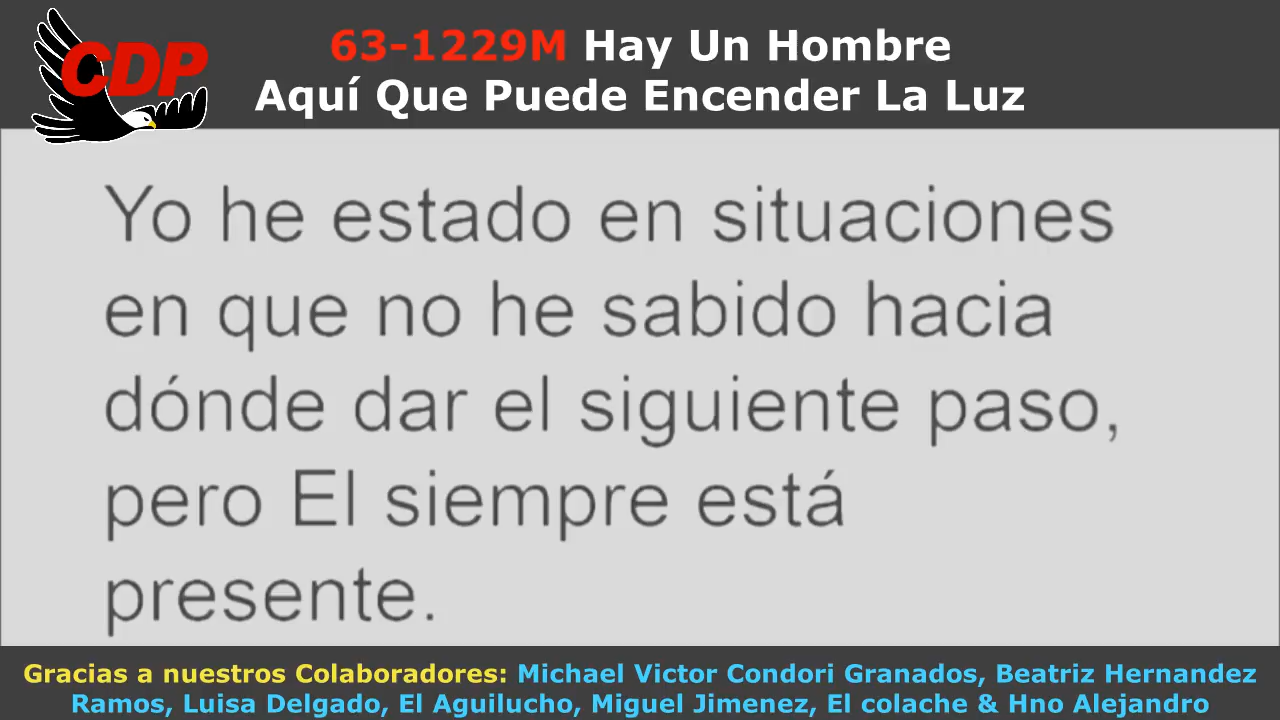 CDP
63-1229M Hay Un Hombre
Aquí Que Puede Encender La Luz
Yo he estado en situaciones
en que no he sabido hacia
dónde dar el siguiente paso,
pero El siempre está
presente.
Gracias a nuestros Colaboradores: Michael Victor Condori Granados, Beatriz Hernandez
Ramos, Luisa Delgado, El Aguilucho, Miguel Jimenez, El colache & Hno Alejandro